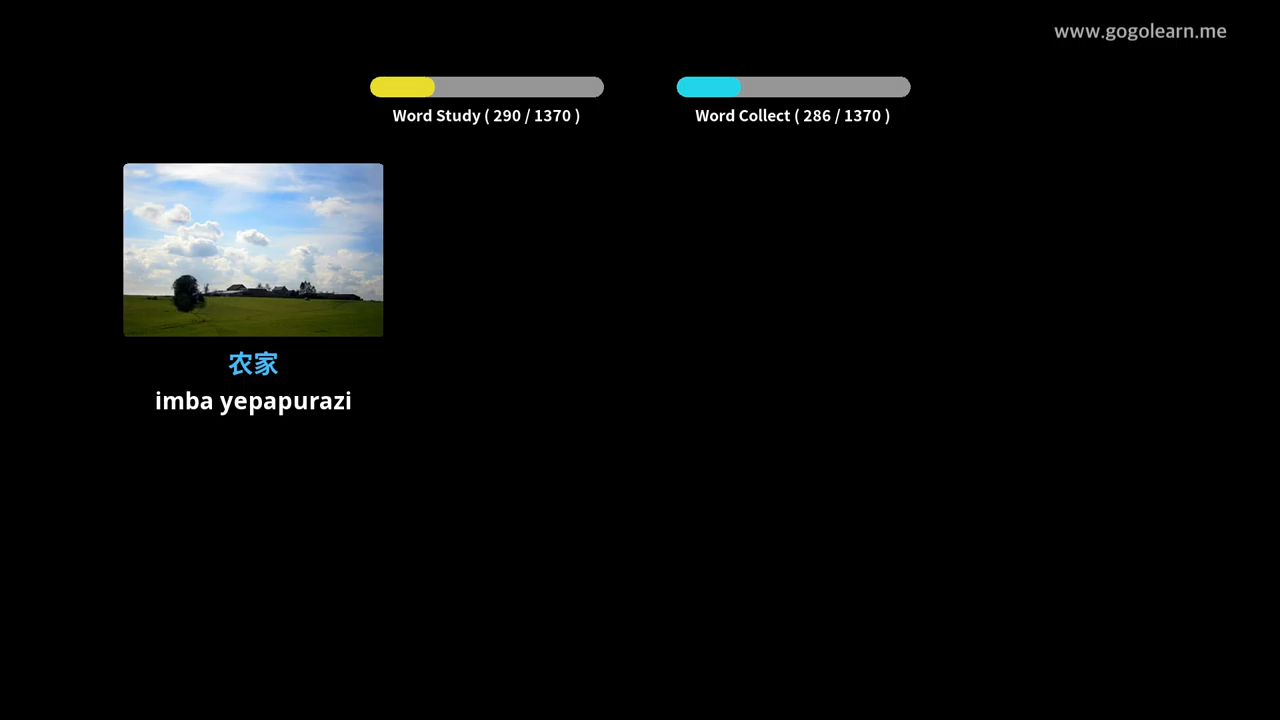 www.gogolearn.me
Word Study ( 290 / 1370 )
Word Collect ( 286 / 1370 )
农家
imba yepapurazi